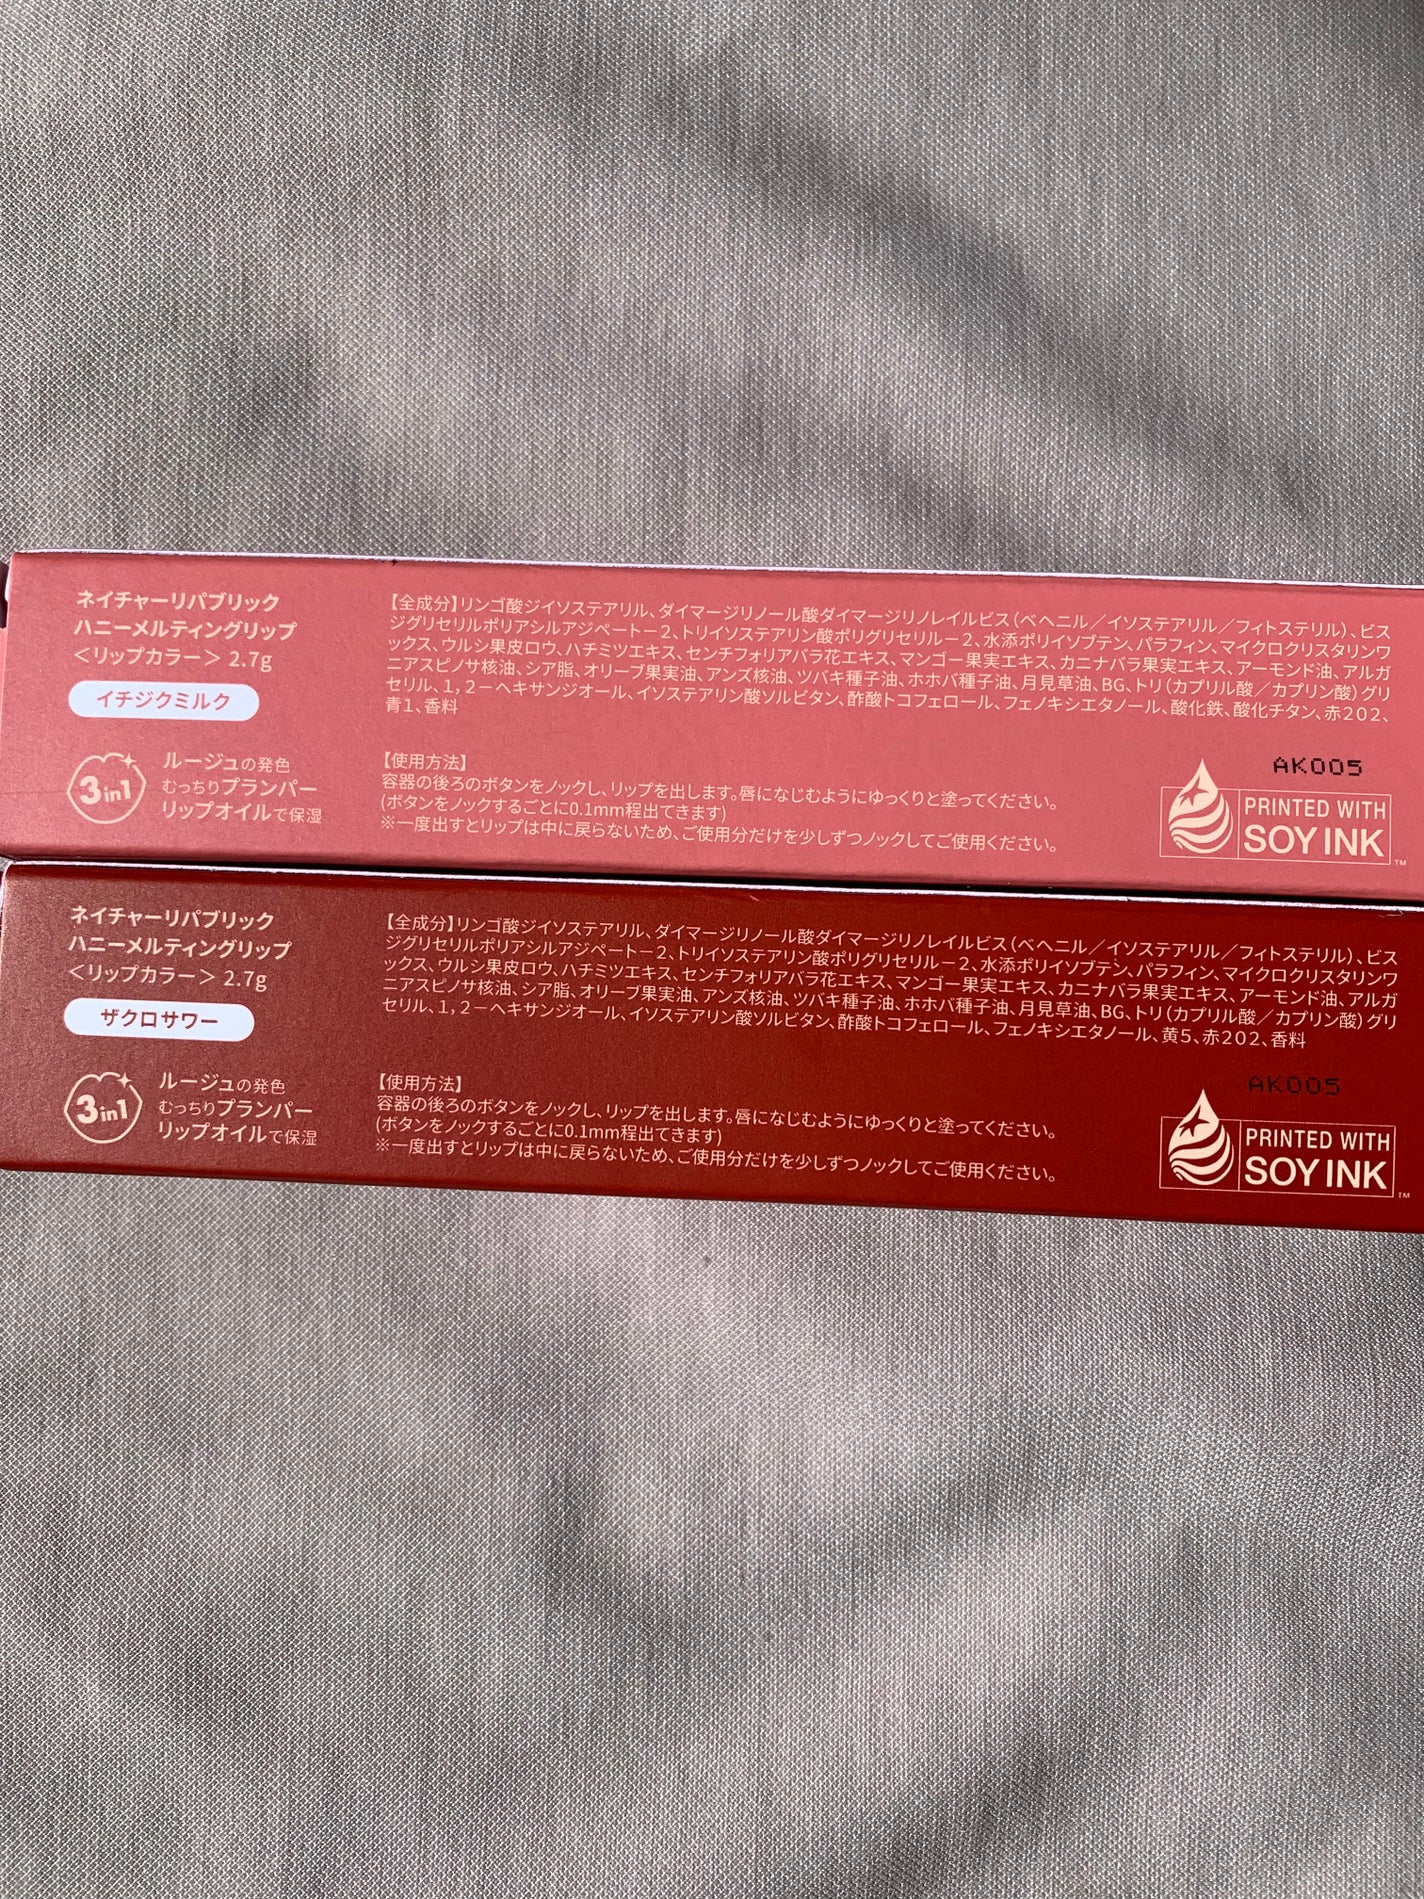 ネイチャーリパブリック
ハニーメルティングリップ
＜リップカラー＞ 2.7g
イチジクミルク
3in1
ルージュの発色
むっちりプランパー
リップオイルで保湿
【全成分】リンゴ酸ジイソステアリル、ダイマージリノール酸ダイマージリノレイルビス（ベヘニル／イソステアリル／フィトステリル）、ビス
ジグリセリルポリアシルアジペート－２、トリイソステアリン酸ポリグリセリル－２、水添ポリイソブテン、パラフィン、マイクロクリスタリンワ
ックス、ウルシ果皮ロウ、ハチミツエキス、センチフォリアバラ花エキス、マンゴー果実エキス、カニナバラ果実エキス、アーモンド油、アルガ
ニアスピノサ核油、シア脂、オリーブ果実油、アンズ核油、ツバキ種子油、ホホバ種子油、月見草油、BG、トリ（カプリル酸／カプリン酸）グリ
セリル、１，２－ヘキサンジオール、イソステアリン酸ソルビタン、酢酸トコフェロール、フェノキシエタノール、酸化鉄、酸化チタン、赤２０２、
青１、香料
【使用方法】
容器の後ろのボタンをノックし、リップを出します。唇になじむようにゆっくりと塗ってください。
(ボタンをノックするごとに0.1mm程出てきます)
※一度出すとリップは中に戻らないため、ご使用分だけを少しずつノックしてご使用ください。
AK005
PRINTED WITH
SOY INK
TM
ネイチャーリパブリック
ハニーメルティングリップ
＜リップカラー＞ 2.7g
ザクロサワー
3in1
ルージュの発色
むっちりプランパー
リップオイルで保湿
【全成分】リンゴ酸ジイソステアリル、ダイマージリノール酸ダイマージリノレイルビス（ベヘニル／イソステアリル／フィトステリル）、ビス
ジグリセリルポリアシルアジペート－２、トリイソステアリン酸ポリグリセリル－２、水添ポリイソブテン、パラフィン、マイクロクリスタリンワ
ックス、ウルシ果皮ロウ、ハチミツエキス、センチフォリアバラ花エキス、マンゴー果実エキス、カニナバラ果実エキス、アーモンド油、アルガ
ニアスピノサ核油、シア脂、オリーブ果実油、アンズ核油、ツバキ種子油、ホホバ種子油、月見草油、BG、トリ（カプリル酸／カプリン酸）グリ
セリル、１，２－ヘキサンジオール、イソステアリン酸ソルビタン、酢酸トコフェロール、フェノキシエタノール、黄５、赤２０２、香料
【使用方法】
容器の後ろのボタンをノックし、リップを出します。唇になじむようにゆっくりと塗ってください。
(ボタンをノックするごとに0.1mm程出てきます)
※一度出すとリップは中に戻らないため、ご使用分だけを少しずつノックしてご使用ください。
AK005
PRINTED WITH
SOY INK
TM